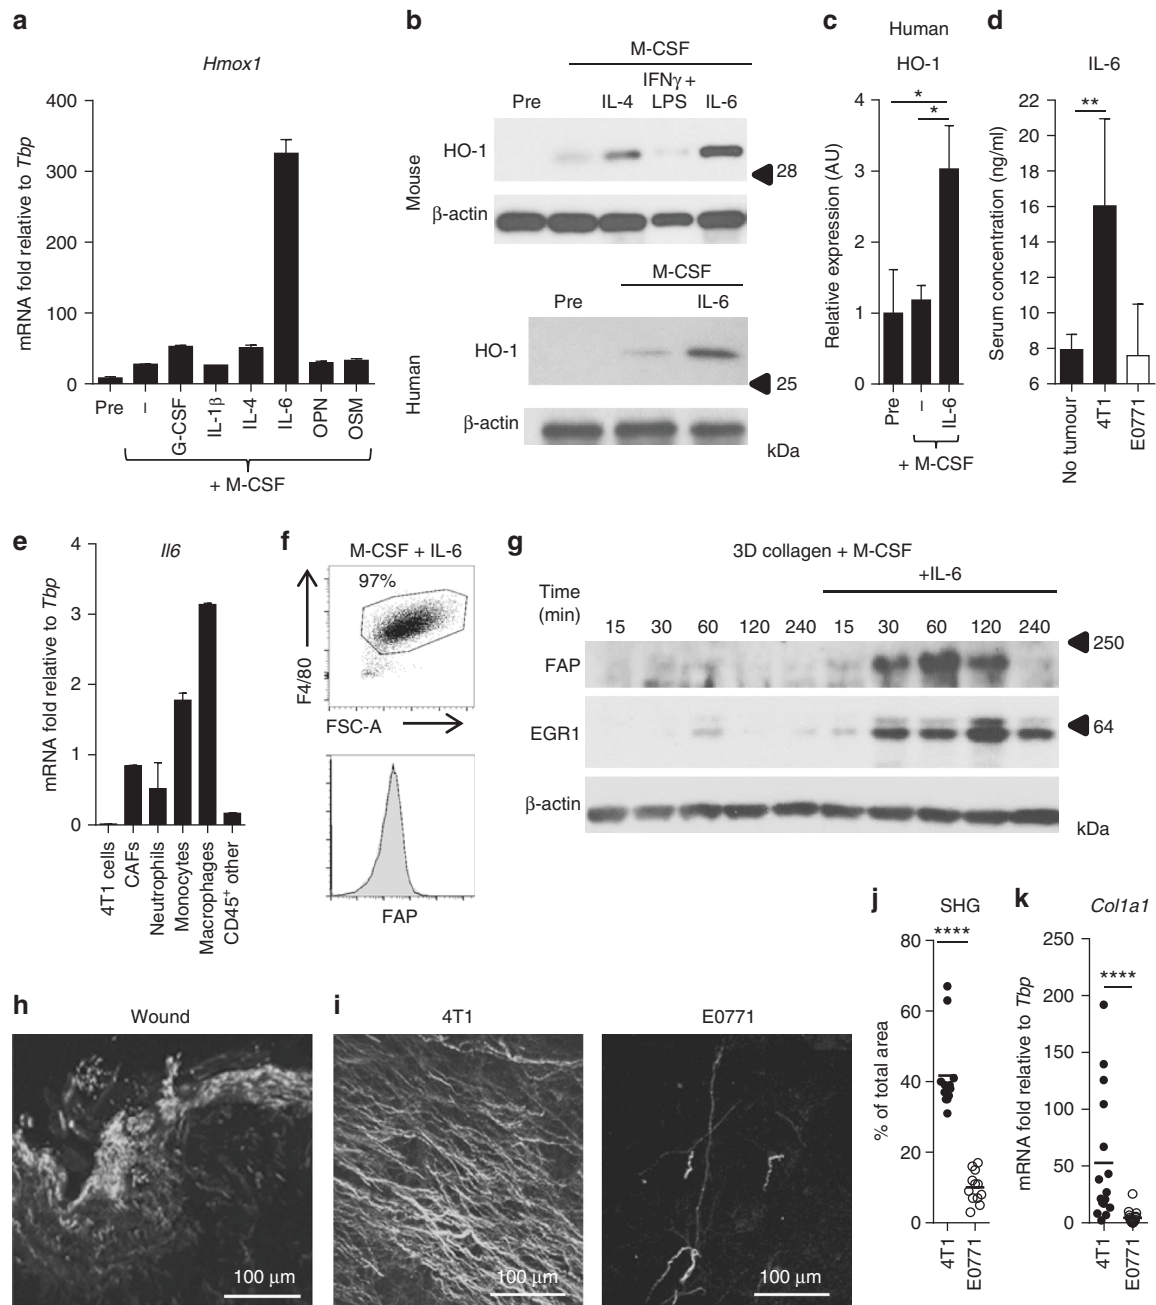 a
Hmox1
mRNA fold relative to Tbp
400
300
200
100
0
Pre
–
G-CSF
IL-1β
IL-4
IL-6
OPN
OSM
+ M-CSF
b
M-CSF
IFNγ +
Pre IL-4 LPS IL-6
Mouse
HO-1
28
β-actin
M-CSF
Pre IL-6
Human
HO-1
25
β-actin
kDa
c
Human
HO-1
Relative expression (AU)
4
3
2
1
0
*
*
Pre
–
IL-6
+ M-CSF
d
IL-6
Serum concentration (ng/ml)
22
20
18
16
14
12
10
8
6
**
No tumour
4T1
E0771
e
Il6
mRNA fold relative to Tbp
4
3
2
1
0
4T1 cells
CAFs
Neutrophils
Monocytes
Macrophages
CD45+ other
f
M-CSF + IL-6
97%
F4/80
FSC-A
FAP
g
3D collagen + M-CSF
+IL-6
Time
(min)
15 30 60 120 240 15 30 60 120 240
250
FAP
EGR1
64
β-actin
kDa
h
Wound
100 μm
i
4T1
100 μm
E0771
100 μm
j
SHG
% of total area
80
60
40
20
0
****
4T1
E0771
k
Col1a1
mRNA fold relative to Tbp
250
200
150
100
50
0
****
4T1
E0771